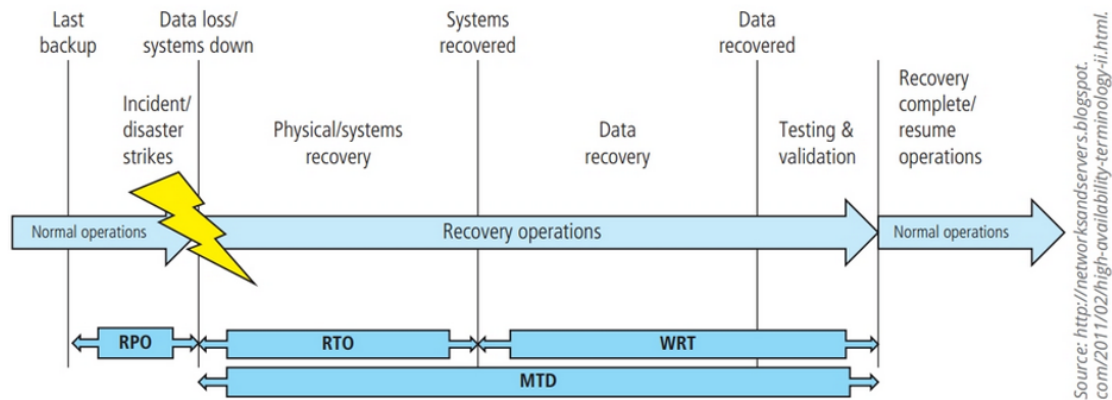 Last
backup
Data loss/
systems down
Systems
recovered
Data
recovered
Incident/
disaster
strikes
Physical/systems
recovery
Data
recovery
Testing &
validation
Recovery
complete/
resume
operations
Normal operations
Recovery operations
Normal operations
RPO
RTO
WRT
MTD
Source: http://networksandservers.blogspot.
com/2011/02/high-availability-terminology-ii.html.